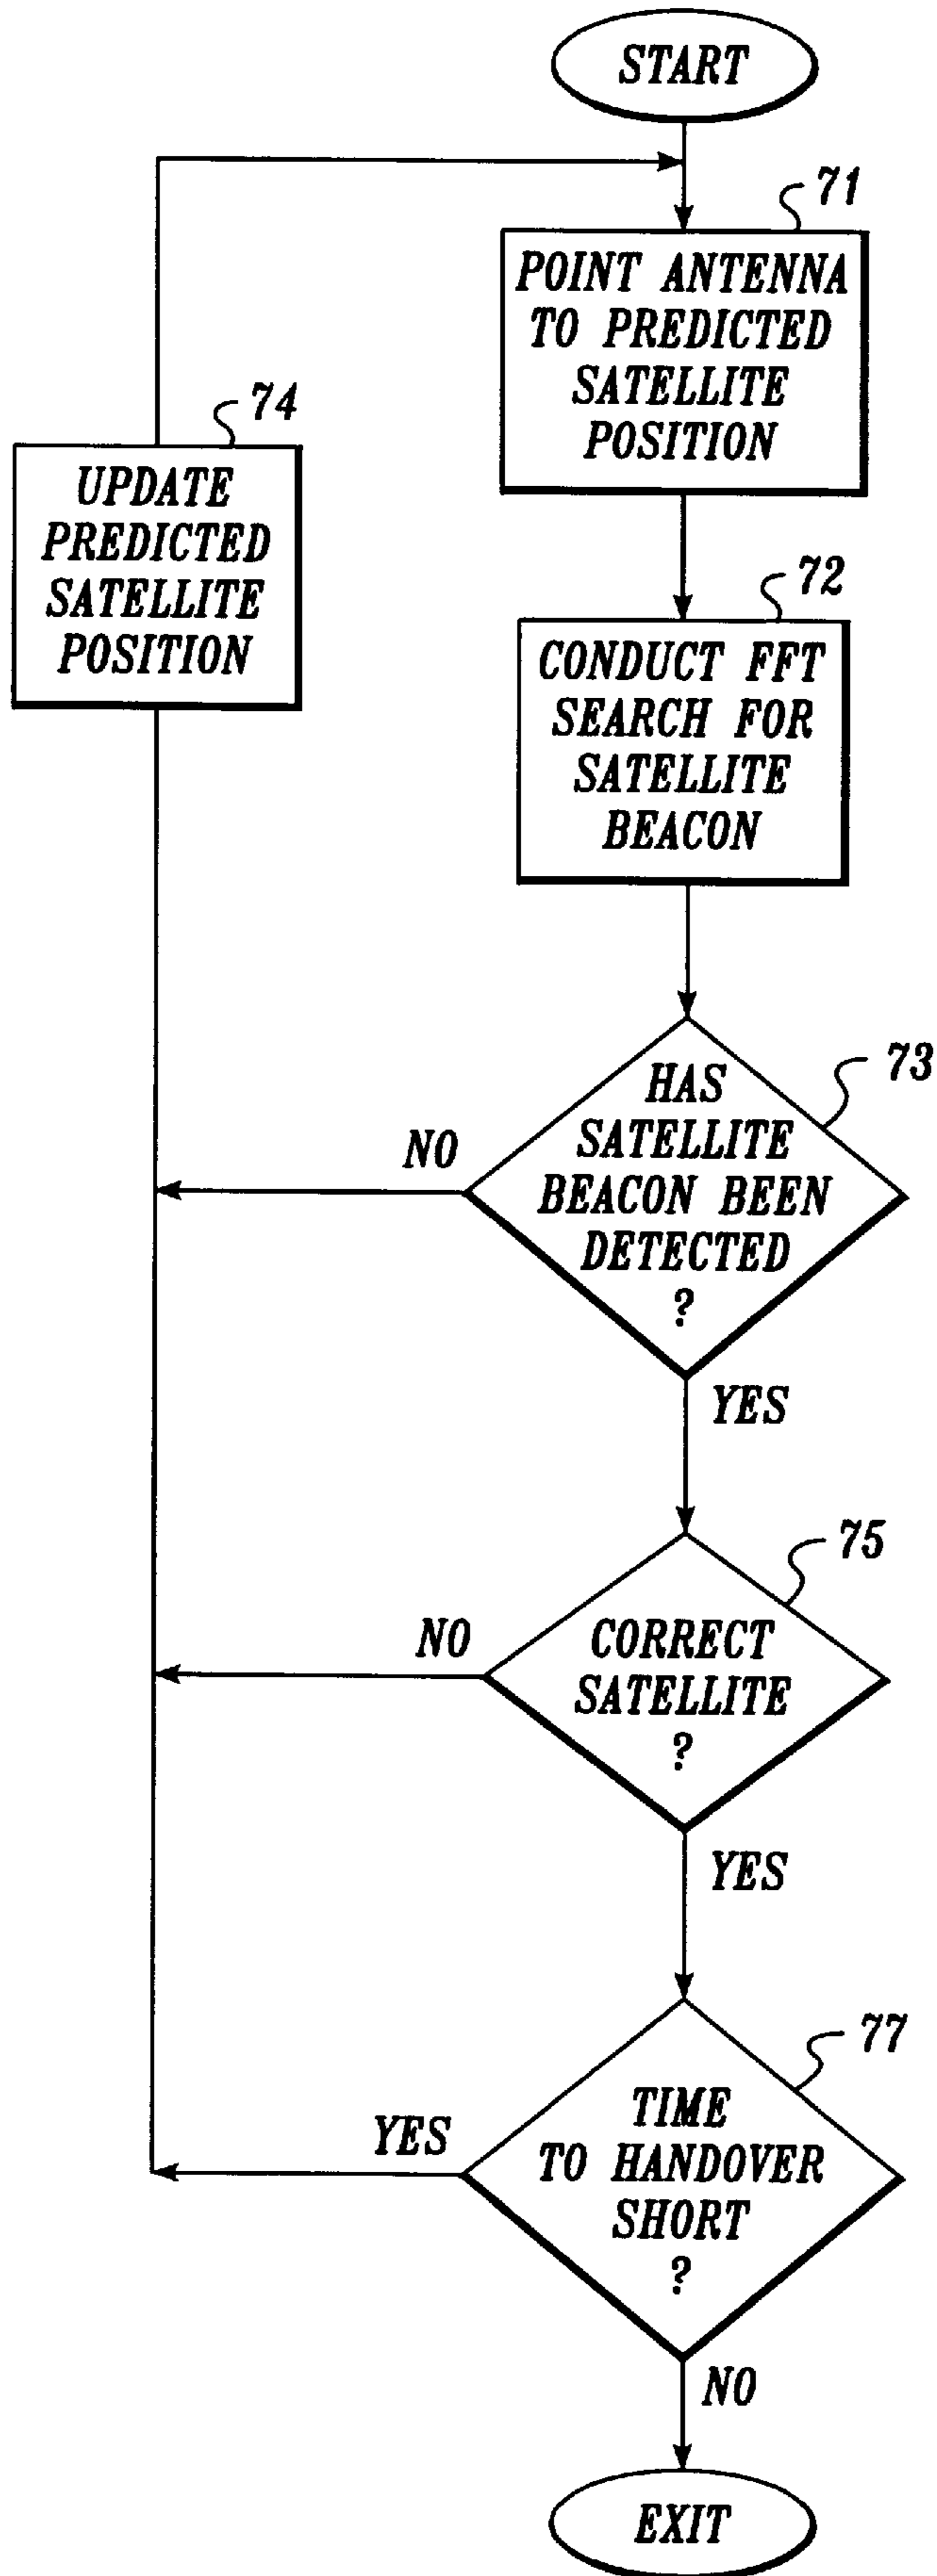 START
71
POINT ANTENNA
TO PREDICTED
SATELLITE
POSITION
74
UPDATE
PREDICTED
SATELLITE
POSITION
72
CONDUCT FFT
SEARCH FOR
SATELLITE
BEACON
73
HAS
SATELLITE
BEACON BEEN
DETECTED
?
NO
YES
75
CORRECT
SATELLITE
?
NO
YES
77
TIME
TO HANDOVER
SHORT
?
YES
NO
EXIT